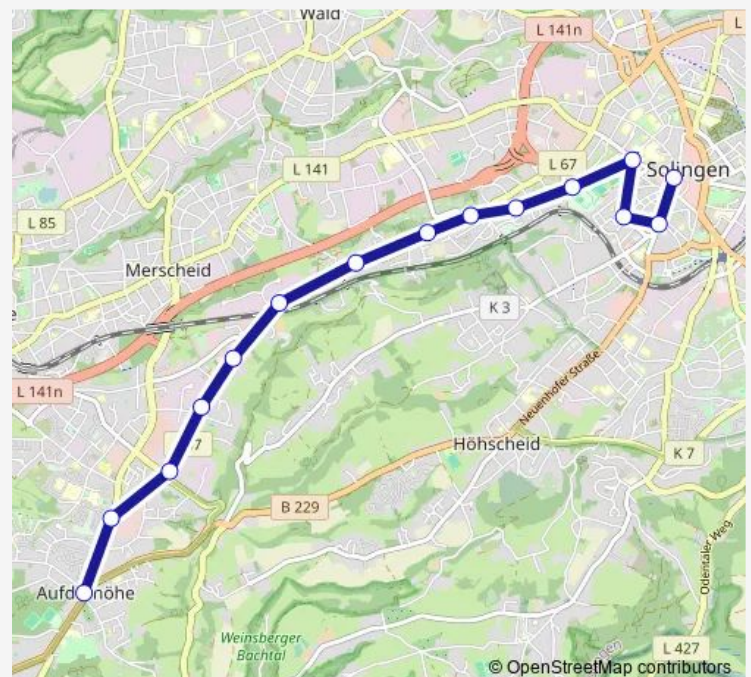 Wald
L 141n
L
L 67
Solingen
L 141
L 85
Merscheid
K 3
L 141n
Neuenhofer Straße
Höhscheid
K 7
B 229
Odentaler Weg
Weinsberger
Bachtal
L 427
© OpenStreetMap contributors